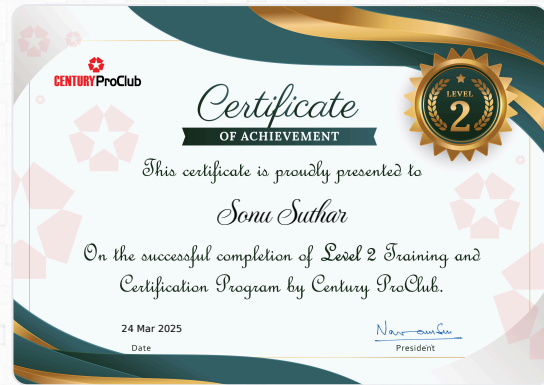 CENTURY ProClub
Certificate
OF ACHIEVEMENT
LEVEL
2
This certificate is proudly presented to
Sonu Suthar
On the successful completion of Level 2 Training and
Certification Program by Century ProClub.
24 Mar 2025
Date
President